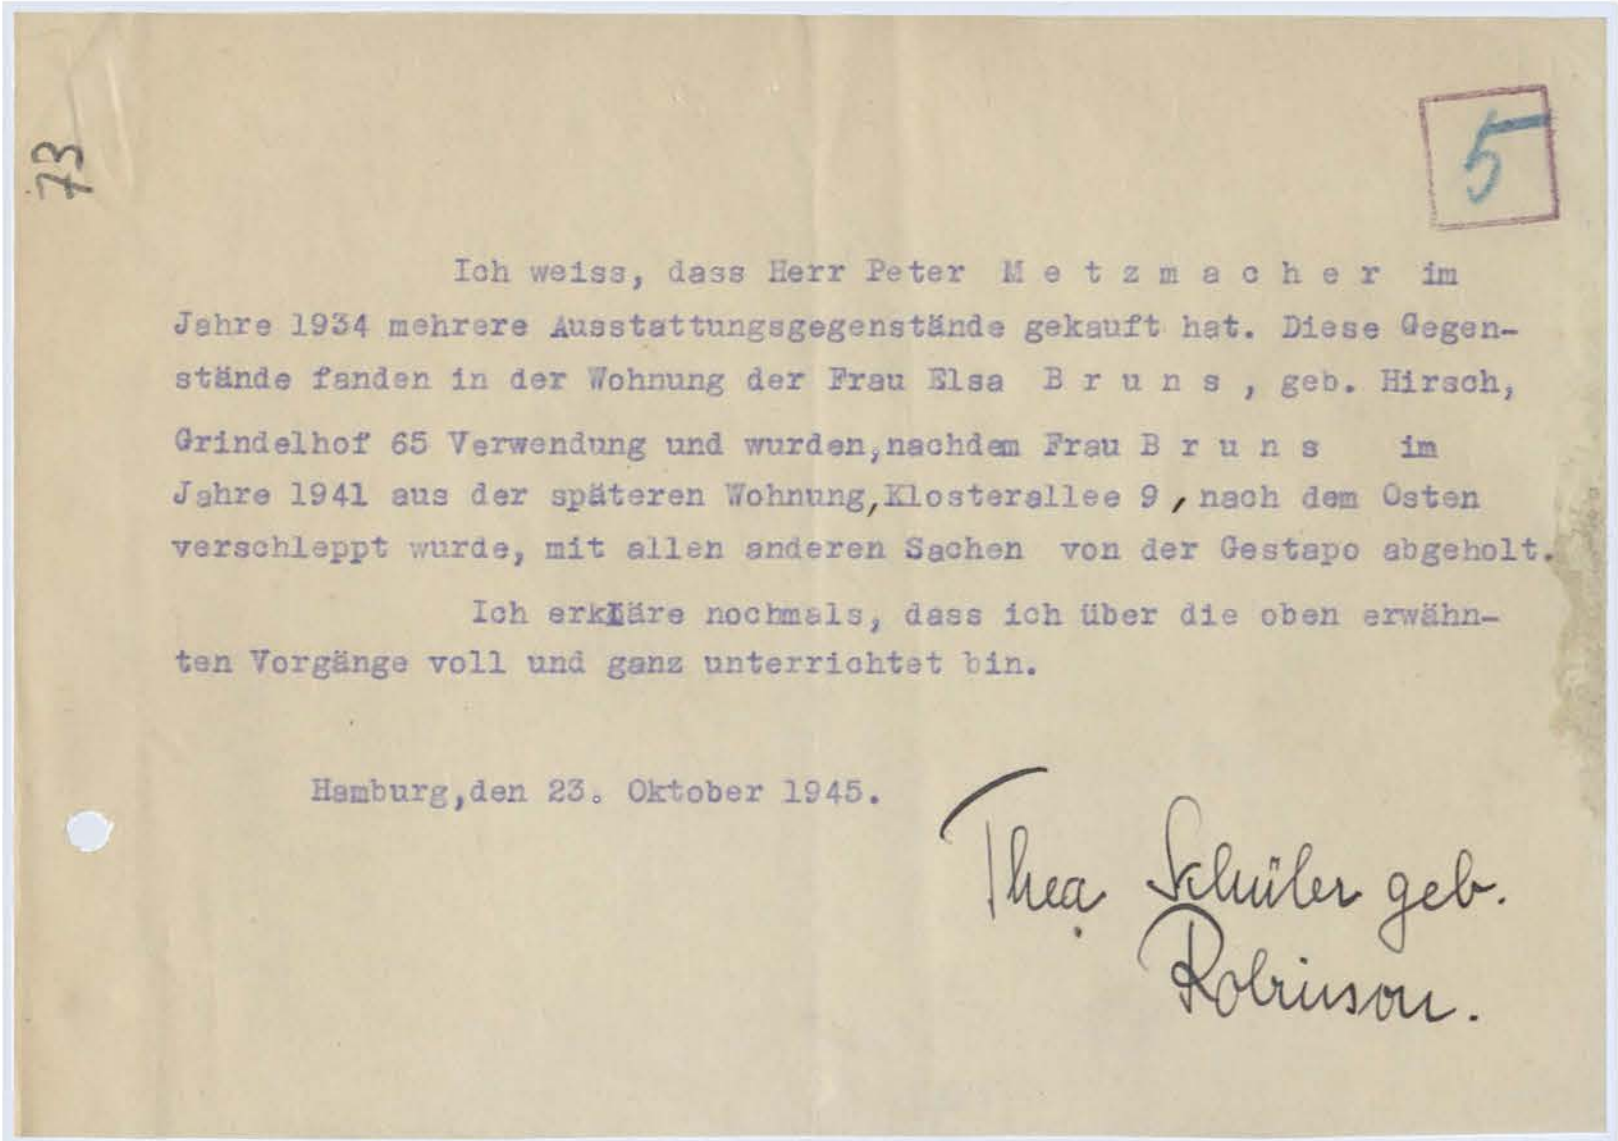 73
5
Ich weiss, dass Herr Peter M e t z m a c h e r im
Jahre 1934 mehrere Ausstattungsgegenstände gekauft hat. Diese Gegen-
stände fanden in der Wohnung der Frau Elsa B r u n s , geb. Hirsch,
Grindelhof 65 Verwendung und wurden,nachdem Frau B r u n s im
Jahre 1941 aus der späteren Wohnung,Klosterallee 9, nach dem Osten
verschleppt wurde, mit allen anderen Sachen von der Gestapo abgeholt.
Ich erkläre nochmals, dass ich über die oben erwähn-
ten Vorgänge voll und ganz unterrichtet bin.
Hamburg,den 23. Oktober 1945.
Thea Schüler geb.
Robinson.